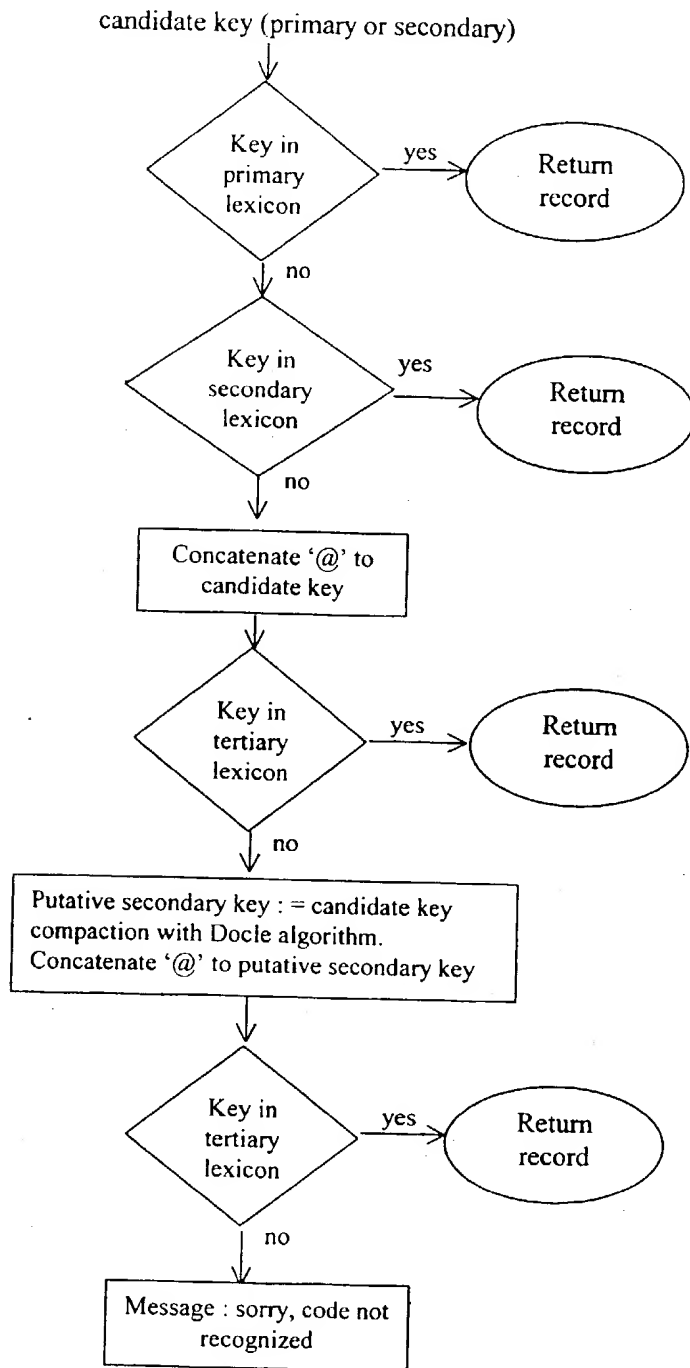 candidate key (primary or secondary)
Key in
primary
lexicon
yes
Return
record
no
Key in
secondary
lexicon
yes
Return
record
no
Concatenate ‘@’ to
candidate key
Key in
tertiary
lexicon
yes
Return
record
no
Putative secondary key : = candidate key
compaction with Docle algorithm.
Concatenate ‘@’ to putative secondary key
Key in
tertiary
lexicon
yes
Return
record
no
Message : sorry, code not
recognized